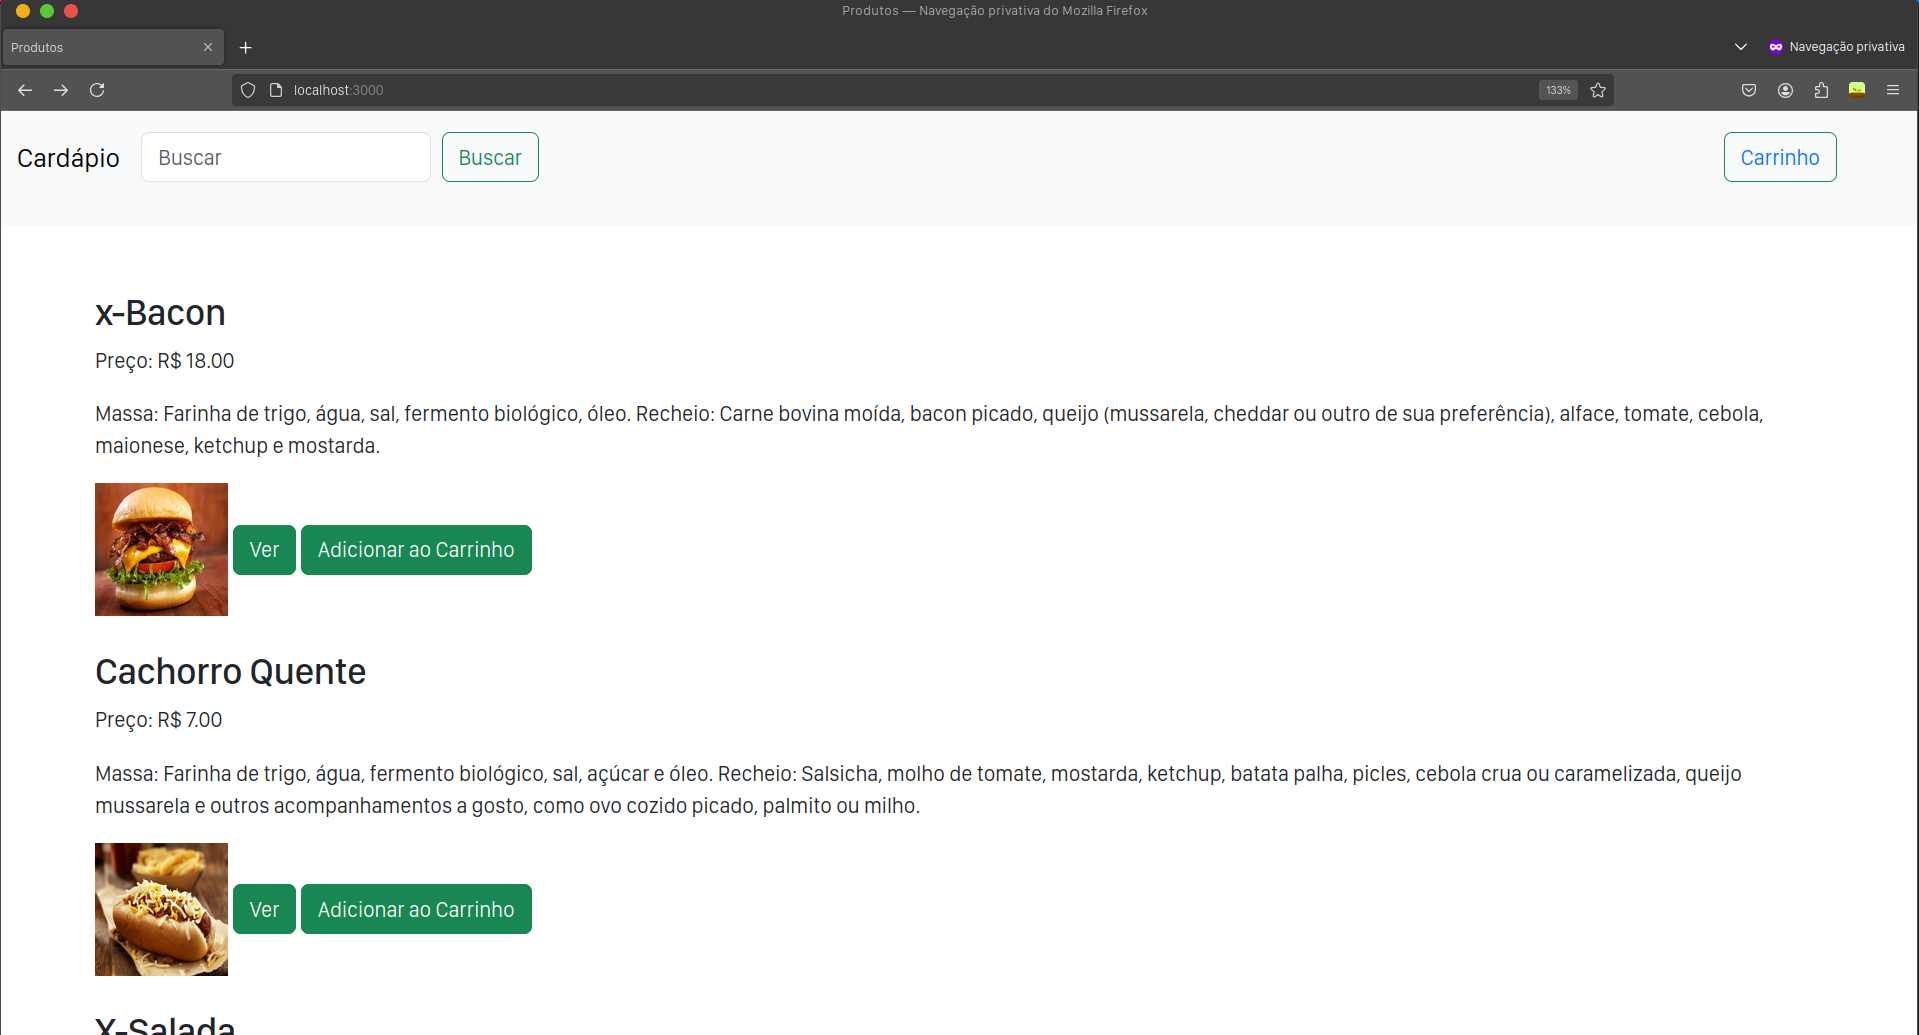 Produtos — Navegação privativa do Mozilla Firefox
Produtos
Navegação privativa
localhost:3000
133%
Cardápio
Buscar
Buscar
Carrinho
x-Bacon
Preço: R$ 18.00
Massa: Farinha de trigo, água, sal, fermento biológico, óleo. Recheio: Carne bovina moída, bacon picado, queijo (mussarela, cheddar ou outro de sua preferência), alface, tomate, cebola,
maionese, ketchup e mostarda.
Ver
Adicionar ao Carrinho
Cachorro Quente
Preço: R$ 7.00
Massa: Farinha de trigo, água, fermento biológico, sal, açúcar e óleo. Recheio: Salsicha, molho de tomate, mostarda, ketchup, batata palha, picles, cebola crua ou caramelizada, queijo
mussarela e outros acompanhamentos a gosto, como ovo cozido picado, palmito ou milho.
Ver
Adicionar ao Carrinho
X-Salada